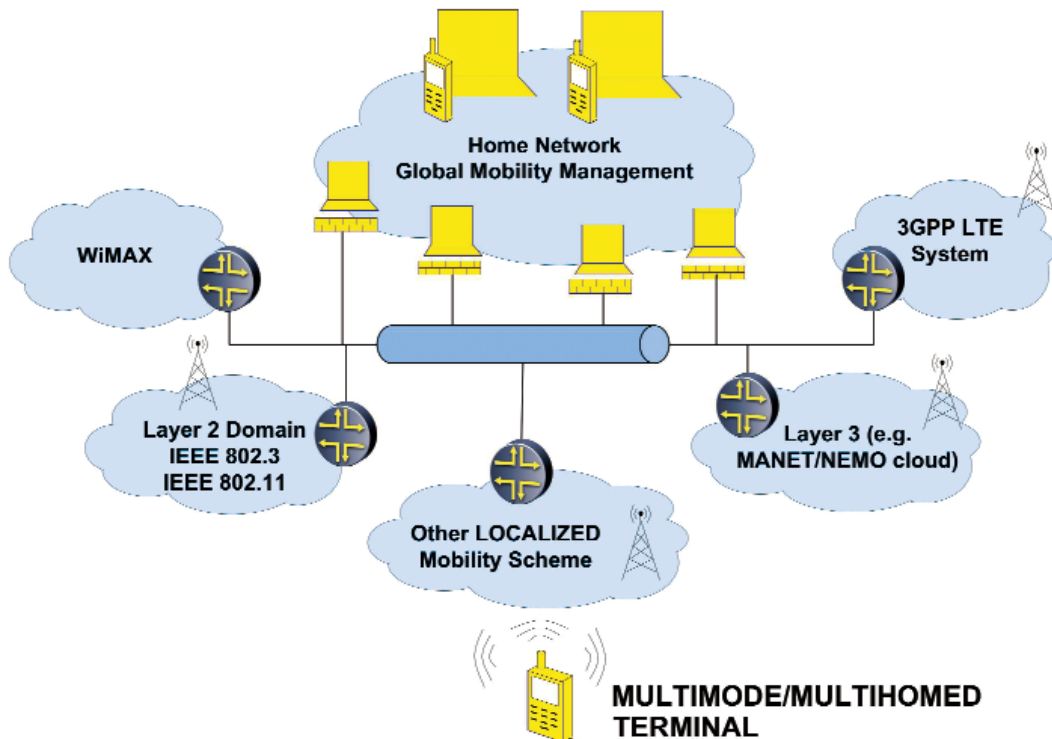 Home Network
Global Mobility Management
WiMAX
3GPP LTE
System
Layer 2 Domain
IEEE 802.3
IEEE 802.11
Layer 3 (e.g.
MANET/NEMO cloud)
Other LOCALIZED
Mobility Scheme
MULTIMODE/MULTIHOMED
TERMINAL